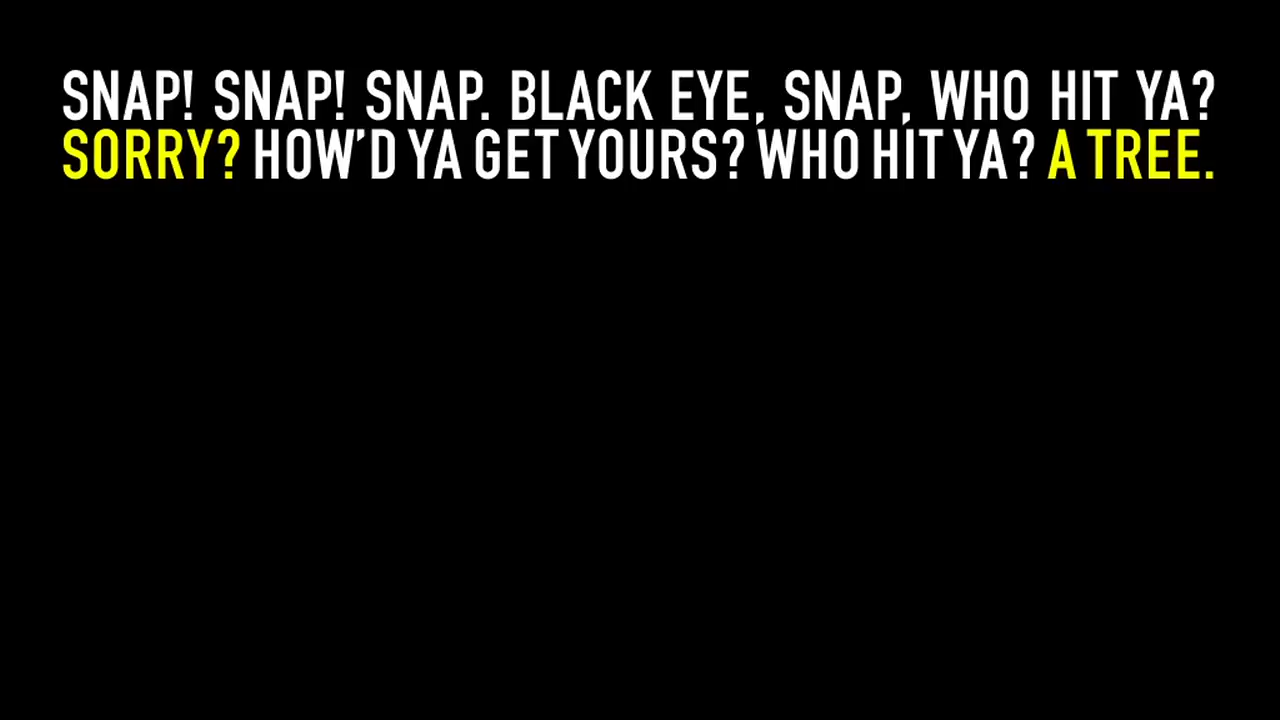 SNAP! SNAP! SNAP. BLACK EYE, SNAP, WHO HIT YA?
SORRY? HOW'D YA GET YOURS? WHO HIT YA? A TREE.